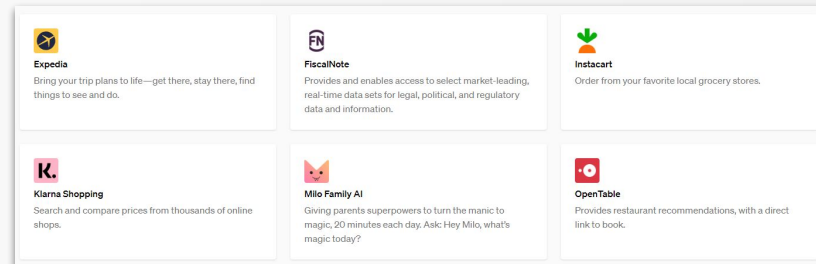 FN
Expedia
Bring your trip plans to life—get there, stay there, find
things to see and do.
FiscalNote
Provides and enables access to select market-leading,
real-time data sets for legal, political, and regulatory
data and information.
Instacart
Order from your favorite local grocery stores.
K.
Klarna Shopping
Search and compare prices from thousands of online
shops.
Milo Family AI
Giving parents superpowers to turn the manic to
magic, 20 minutes each day. Ask: Hey Milo, what's
magic today?
OpenTable
Provides restaurant recommendations, with a direct
link to book.